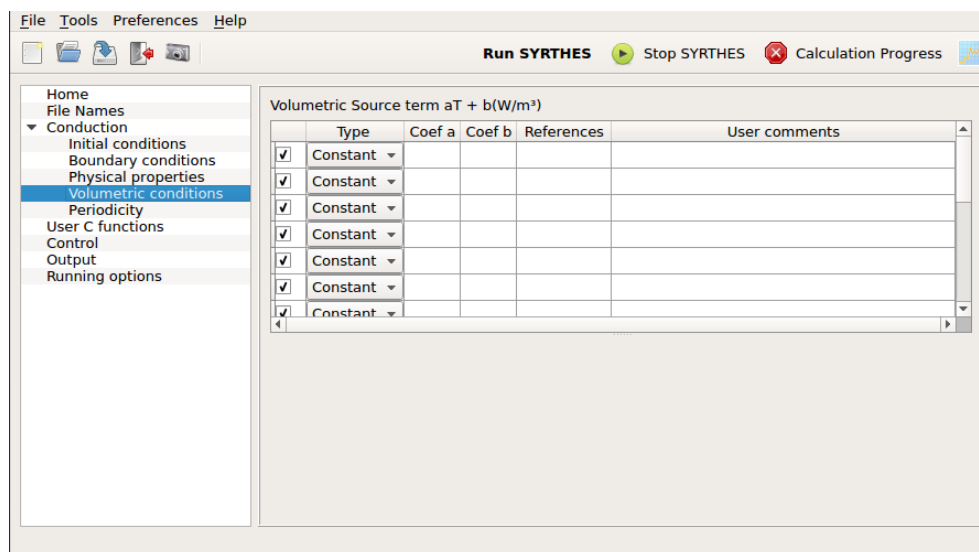 File Tools Preferences Help
Run SYRTHES Stop SYRTHES Calculation Progress
Home
File Names
Conduction
Initial conditions
Boundary conditions
Physical properties
Volumetric conditions
Periodicity
User C functions
Control
Output
Running options
Volumetric Source term aT + b(W/m³)
Type Coef a Coef b References User comments
Constant
Constant
Constant
Constant
Constant
Constant
Constant